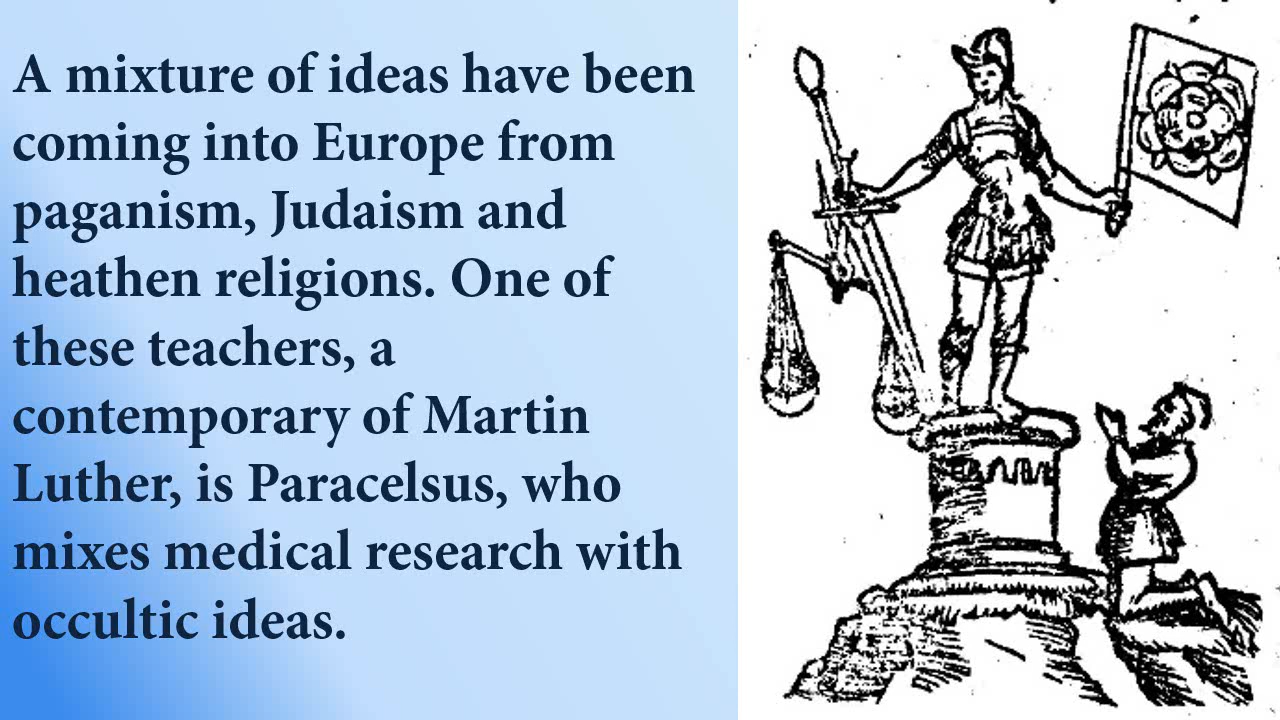 A mixture of ideas have been
coming into Europe from
paganism, Judaism and
heathen religions. One of
these teachers, a
contemporary of Martin
Luther, is Paracelsus, who
mixes medical research with
occultic ideas.